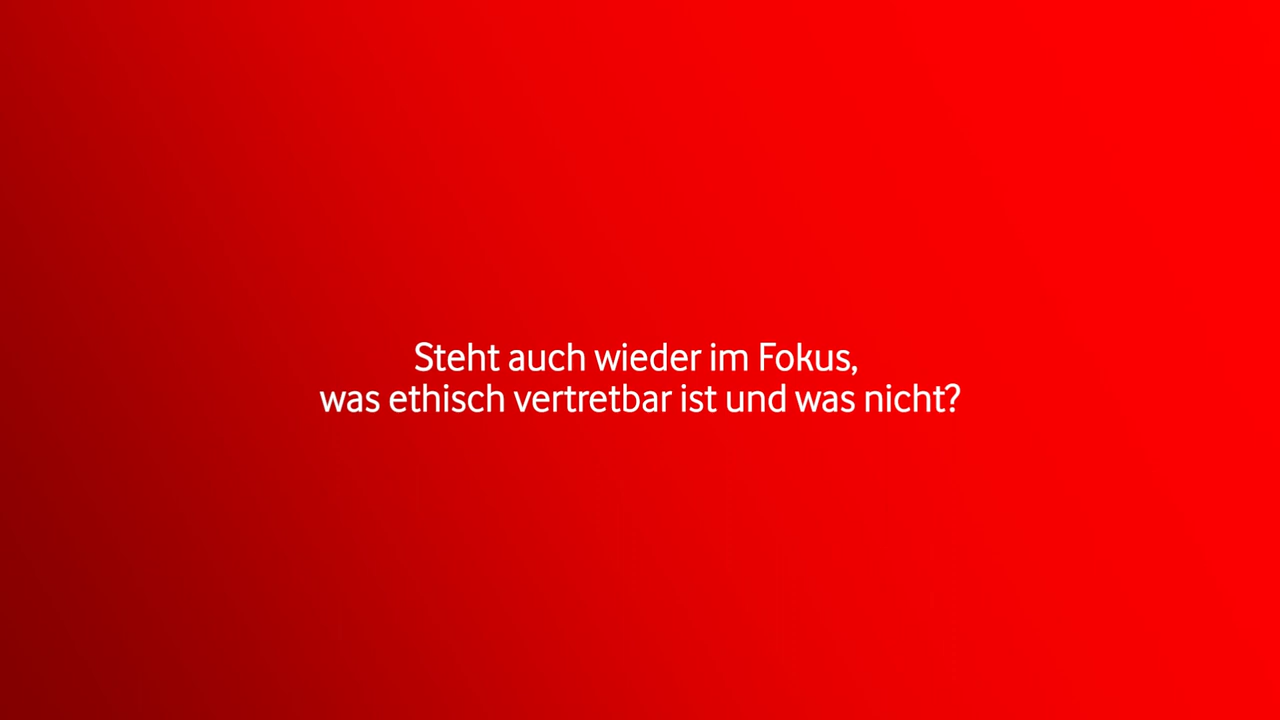 Steht auch wieder im Fokus,
was ethisch vertretbar ist und was nicht?